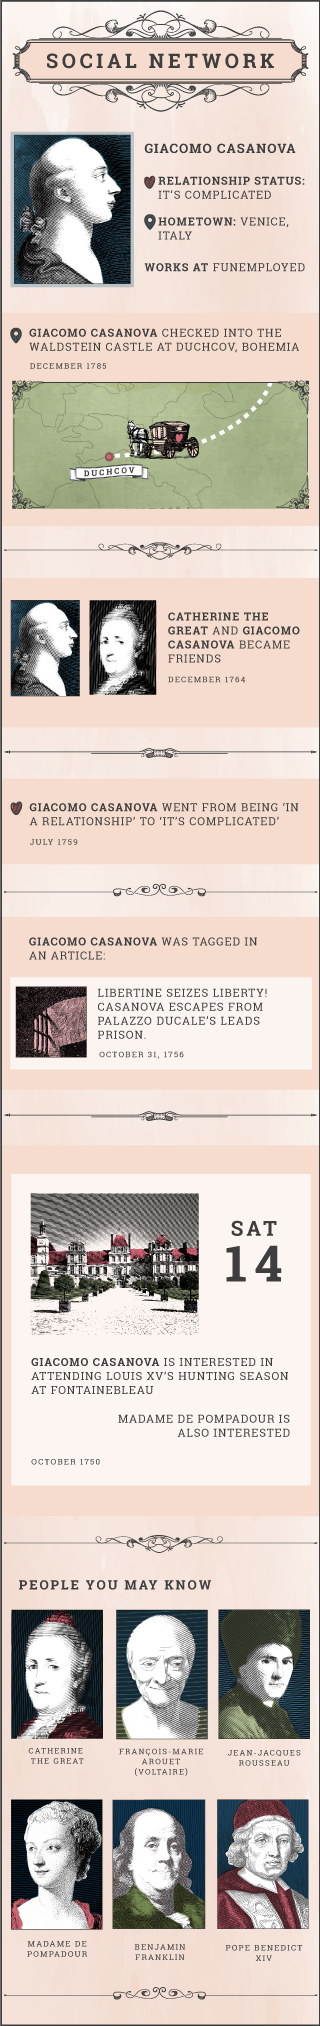 SOCIAL NETWORK
GIACOMO CASANOVA
RELATIONSHIP STATUS:
IT'S COMPLICATED
HOMETOWN: VENICE,
ITALY
WORKS AT FUNEMPLOYED
GIACOMO CASANOVA CHECKED INTO THE
WALDSTEIN CASTLE AT DUCHCOV, BOHEMIA
DECEMBER 1785
DUCHCOV
CATHERINE THE
GREAT AND GIACOMO
CASANOVA BECAME
FRIENDS
DECEMBER 1764
GIACOMO CASANOVA WENT FROM BEING 'IN
A RELATIONSHIP' TO 'IT'S COMPLICATED'
JULY 1759
GIACOMO CASANOVA WAS TAGGED IN
AN ARTICLE:
LIBERTINE SEIZES LIBERTY!
CASANOVA ESCAPES FROM
PALAZZO DUCALE'S LEADS
PRISON.
OCTOBER 31, 1756
SAT
14
GIACOMO CASANOVA IS INTERESTED IN
ATTENDING LOUIS XV'S HUNTING SEASON
AT FONTAINEBLEAU
MADAME DE POMPADOUR IS
ALSO INTERESTED
OCTOBER 1750
PEOPLE YOU MAY KNOW
CATHERINE
THE GREAT
FRANÇOIS-MARIE
AROUET
(VOLTAIRE)
JEAN-JACQUES
ROUSSEAU
MADAME DE
POMPADOUR
BENJAMIN
FRANKLIN
POPE BENEDICT
XIV